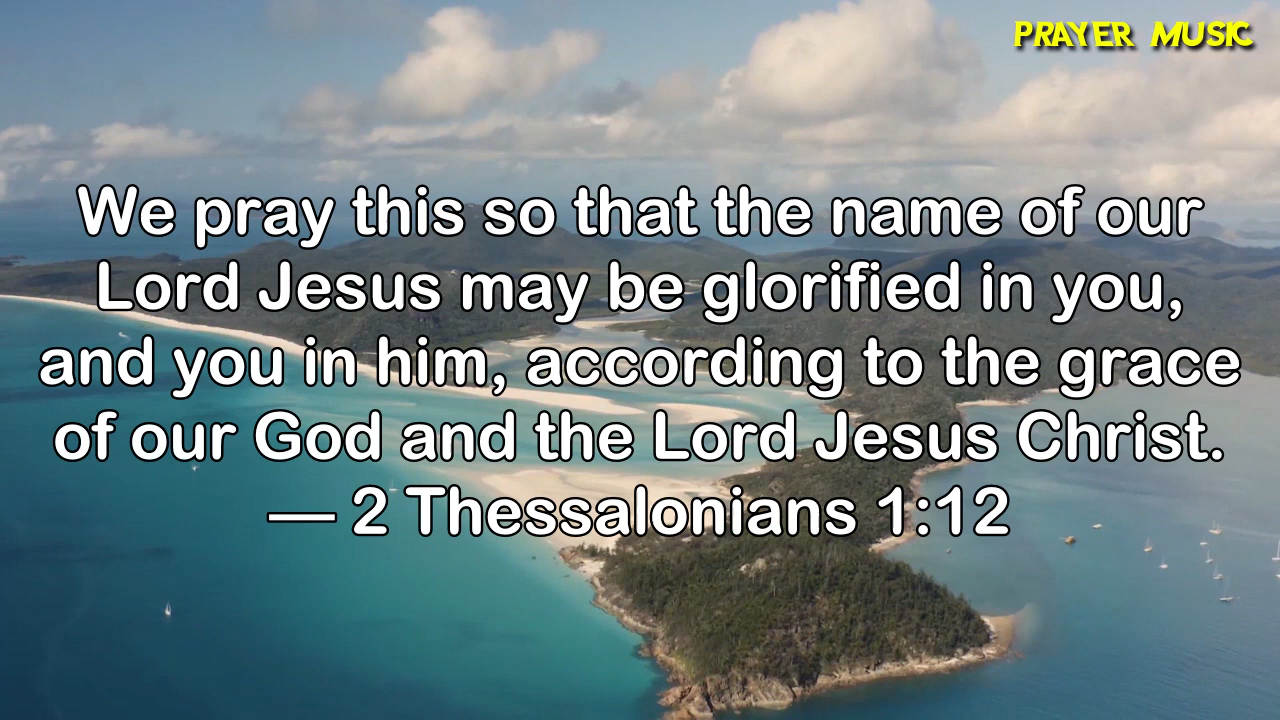 PRAYER MUSIC
We pray this so that the name of our
Lord Jesus may be glorified in you,
and you in him, according to the grace
of our God and the Lord Jesus Christ.
— 2 Thessalonians 1:12